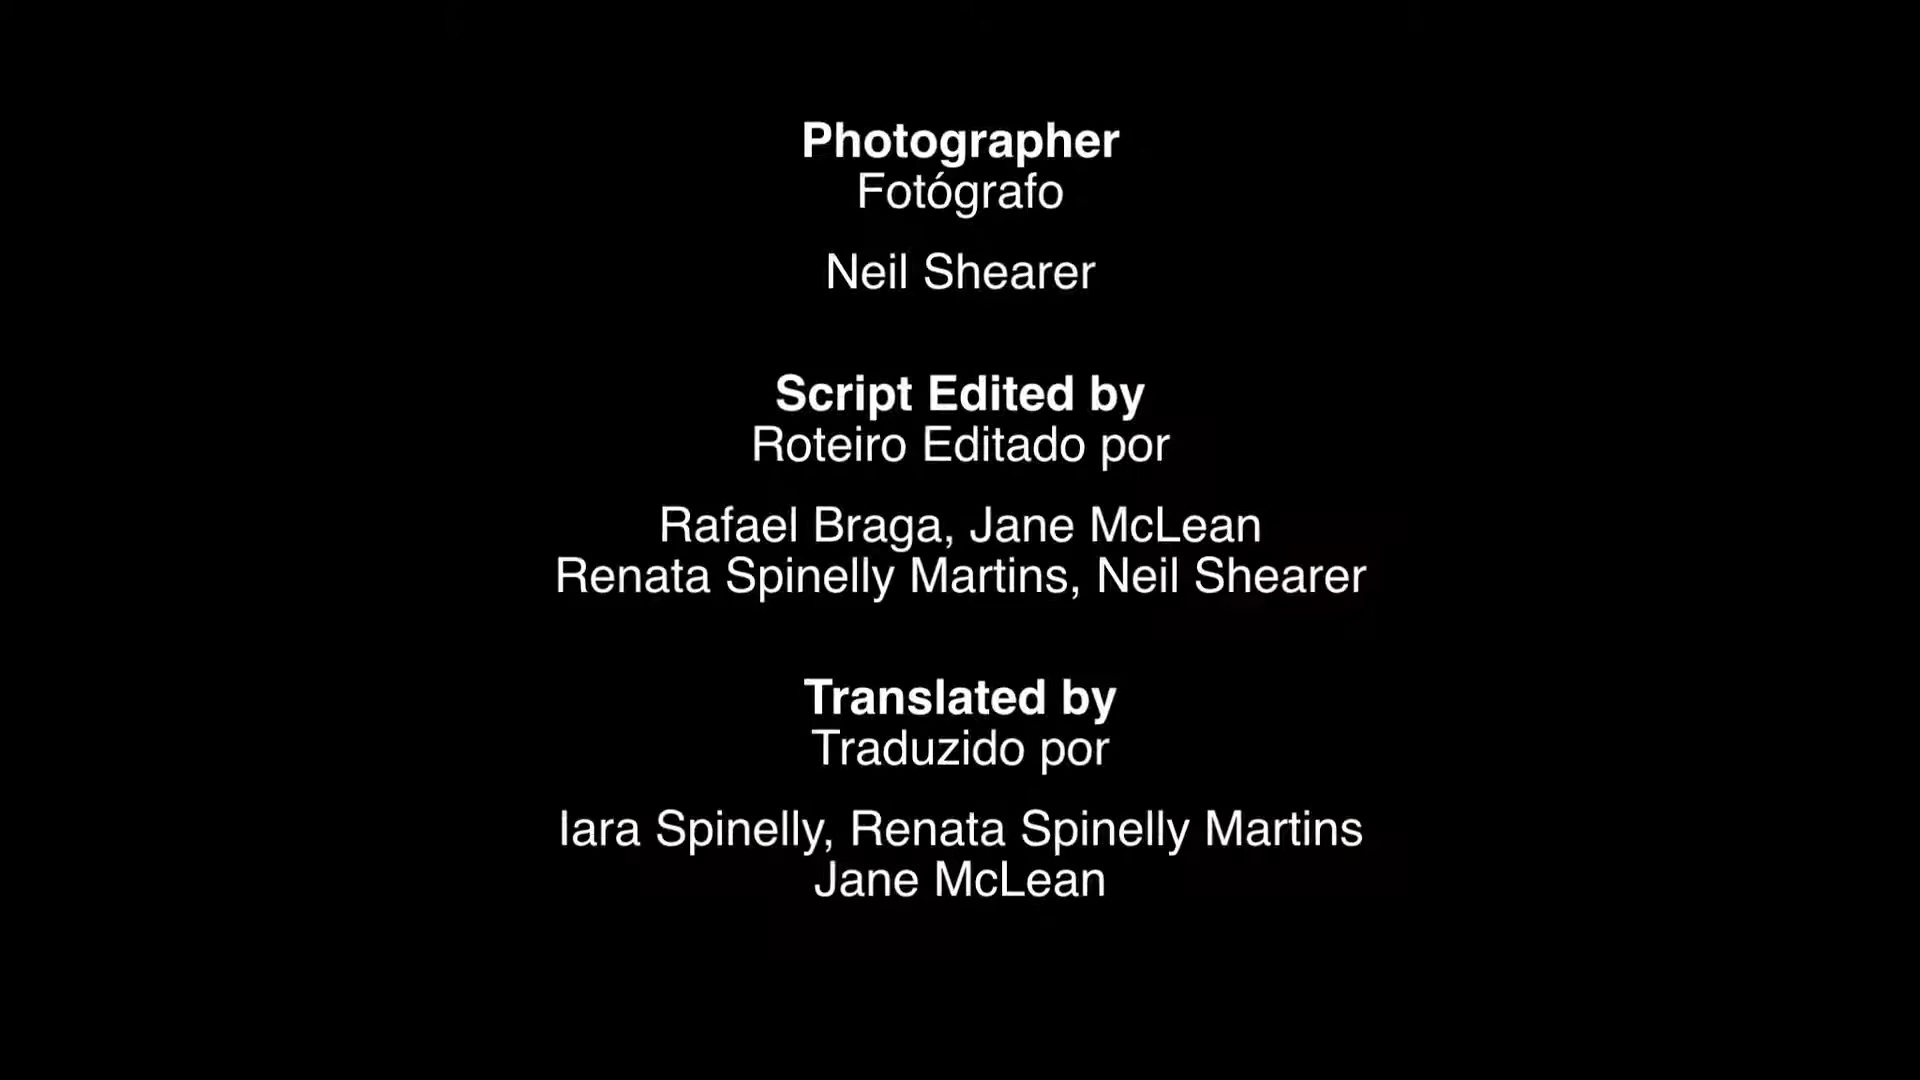 Photographer
Fotógrafo
Neil Shearer
Script Edited by
Roteiro Editado por
Rafael Braga, Jane McLean
Renata Spinelly Martins, Neil Shearer
Translated by
Traduzido por
Iara Spinelly, Renata Spinelly Martins
Jane McLean